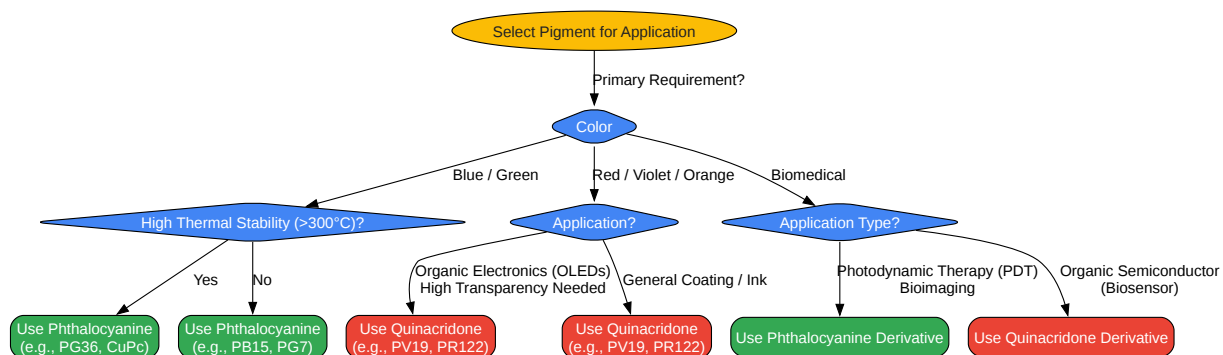 Select Pigment for Application
Primary Requirement?
Color
Blue / Green
Red / Violet / Orange
Biomedical
High Thermal Stability (>300°C)?
Application?
Application Type?
Yes
No
Organic Electronics (OLEDs)
High Transparency Needed
General Coating / Ink
Photodynamic Therapy (PDT)
Bioimaging
Organic Semiconductor
(Biosensor)
Use Phthalocyanine
(e.g., PG36, CuPc)
Use Phthalocyanine
(e.g., PB15, PG7)
Use Quinacridone
(e.g., PV19, PR122)
Use Quinacridone
(e.g., PV19, PR122)
Use Phthalocyanine Derivative
Use Quinacridone Derivative